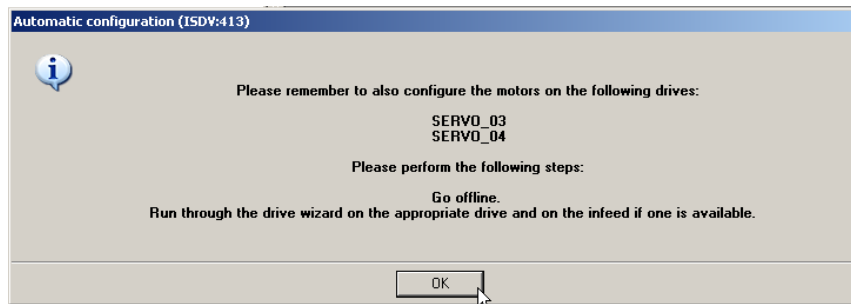 Automatic configuration (ISDV:413)
Please remember to also configure the motors on the following drives:
SERVO_03
SERVO_04
Please perform the following steps:
Go offline.
Run through the drive wizard on the appropriate drive and on the infeed if one is available.
OK